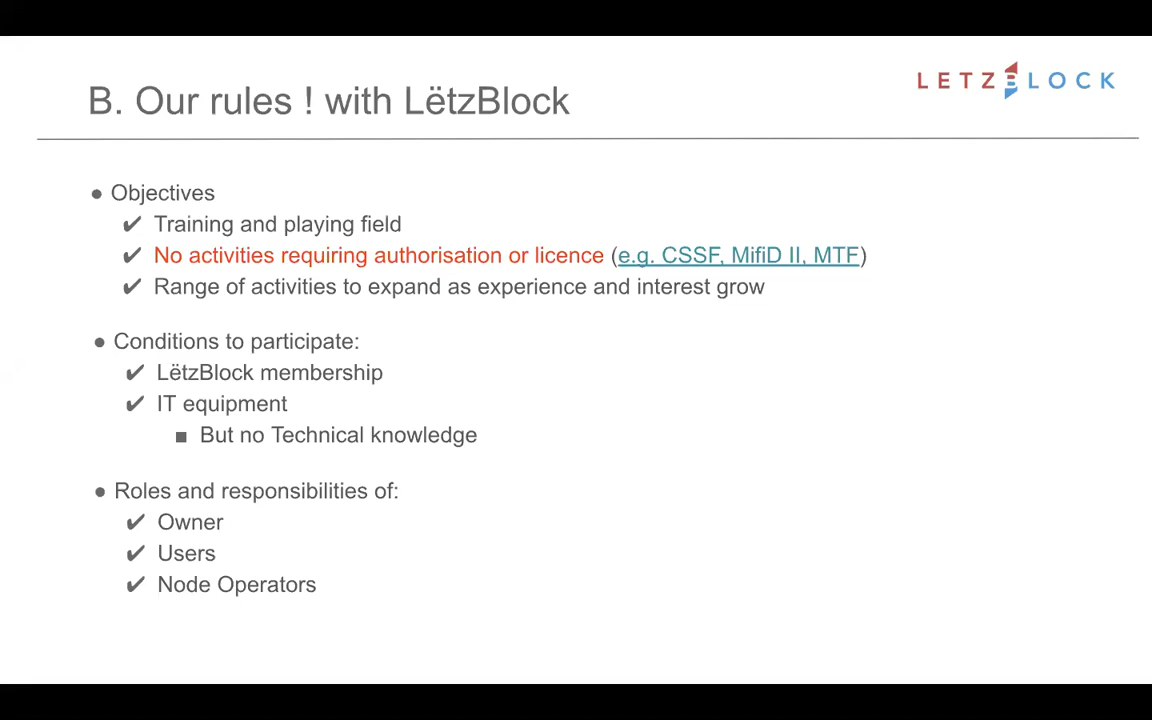 LETZBLOCK
B. Our rules ! with LëtzBlock
● Objectives
✔ Training and playing field
✔ No activities requiring authorisation or licence (e.g. CSSF, MifiD II, MTF)
✔ Range of activities to expand as experience and interest grow
● Conditions to participate:
✔ LëtzBlock membership
✔ IT equipment
■ But no Technical knowledge
● Roles and responsibilities of:
✔ Owner
✔ Users
✔ Node Operators